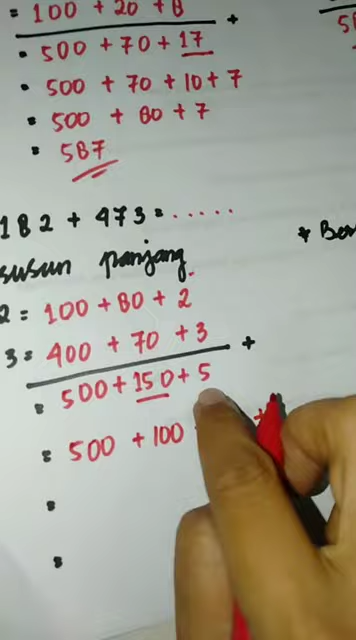 = 100 + 20 + 8
+
= 500 + 70 + 17
= 500 + 70 + 10 + 7
= 500 + 80 + 7
= 587
182 + 473 = ......
susun panjang.
2 = 100 + 80 + 2
3 = 400 + 70 + 3
+
= 500 + 150 + 5
= 500 + 100
=
=